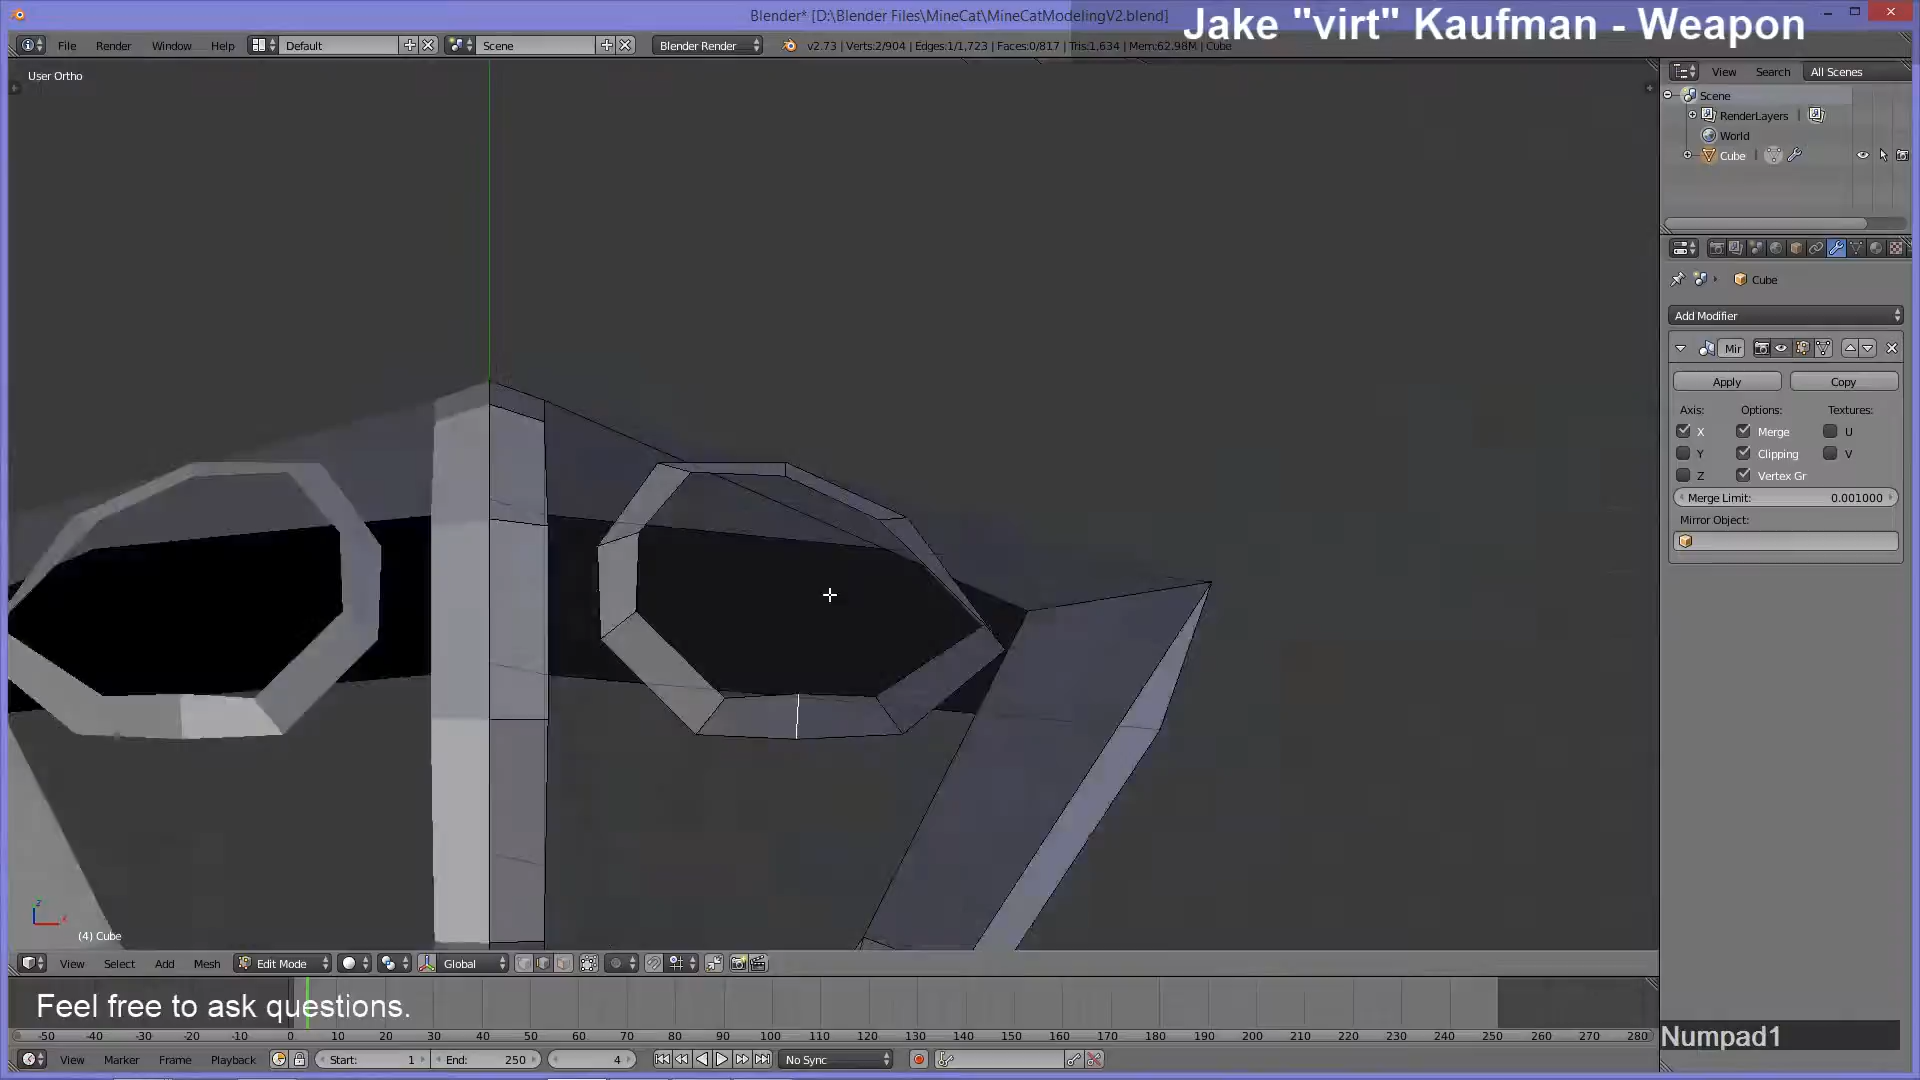 Blender* [D:\Blender Files\MineCat\MineCatModelingV2.blend]
Jake "virt" Kaufman - Weapon
File Render Window Help Default Scene Blender Render v2.73 | Verts:2/904 | Edges:1/1,723 | Faces:0/817 | Tris:1,634 | Mem:62.98M | Cube
User Ortho
View Search All Scenes
Scene
RenderLayers
World
Cube
Cube
Add Modifier
Mir
Apply Copy
Axis: Options: Textures:
X Merge U
Y Clipping V
Z Vertex Gr
Merge Limit: 0.001000
Mirror Object:
z
x
(4) Cube
View Select Add Mesh Edit Mode Global
Feel free to ask questions.
-50 -40 -30 -20 -10 0 10 20 30 40 50 60 70 80 90 100 110 120 130 140 150 160 170 180 190 200 210 220 230 240 250 260 270 280
Numpad1
View Marker Frame Playback Start: 1 End: 250 4 No Sync